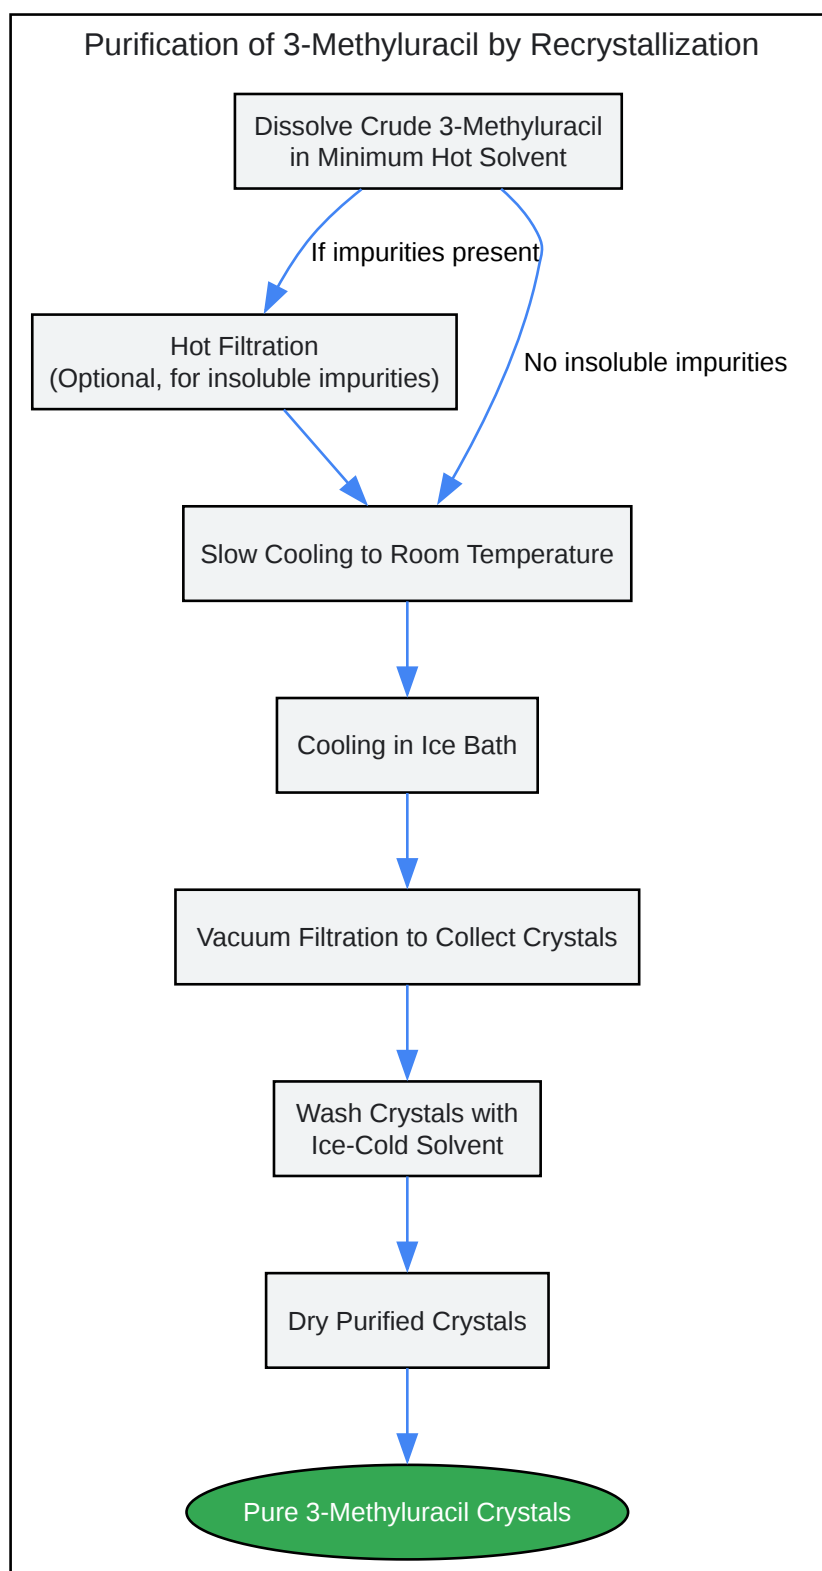 Purification of 3-Methyluracil by Recrystallization
Dissolve Crude 3-Methyluracil
in Minimum Hot Solvent
If impurities present
Hot Filtration
(Optional, for insoluble impurities)
No insoluble impurities
Slow Cooling to Room Temperature
Cooling in Ice Bath
Vacuum Filtration to Collect Crystals
Wash Crystals with
Ice-Cold Solvent
Dry Purified Crystals
Pure 3-Methyluracil Crystals